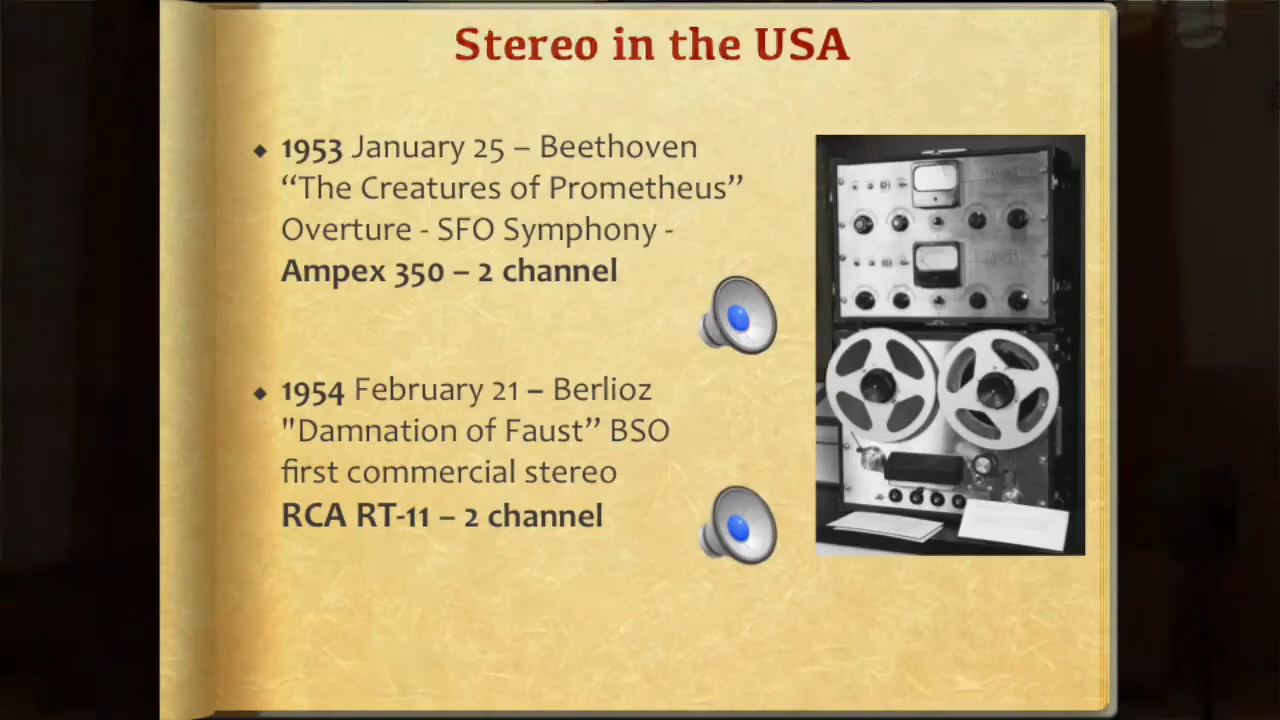 Stereo in the USA
1953 January 25 – Beethoven
“The Creatures of Prometheus”
Overture - SFO Symphony -
Ampex 350 – 2 channel
1954 February 21 – Berlioz
"Damnation of Faust” BSO
first commercial stereo
RCA RT-11 – 2 channel